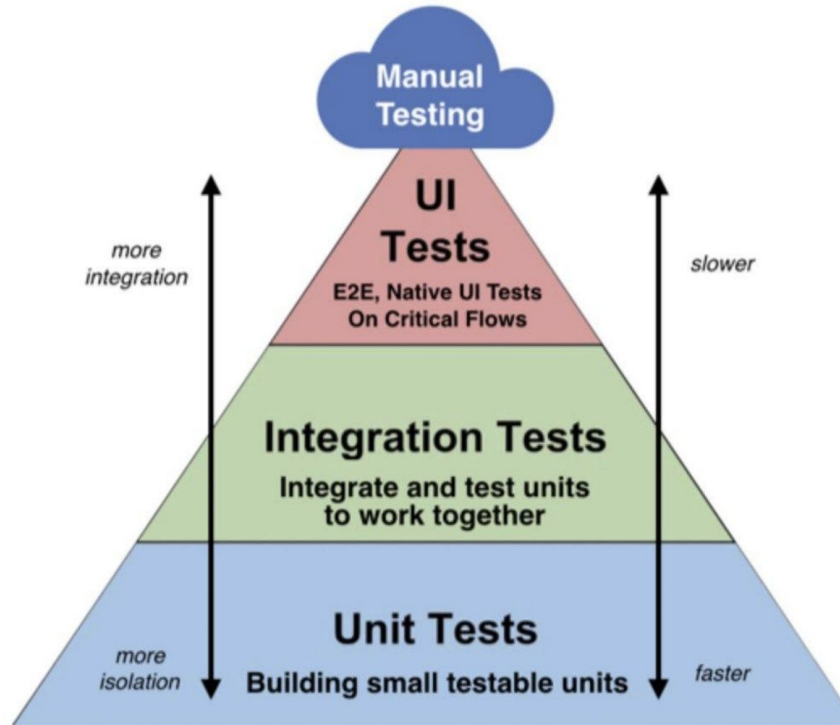 Manual
Testing
UI
Tests
E2E, Native UI Tests
On Critical Flows
more
integration
slower
Integration Tests
Integrate and test units
to work together
Unit Tests
Building small testable units
more
isolation
faster